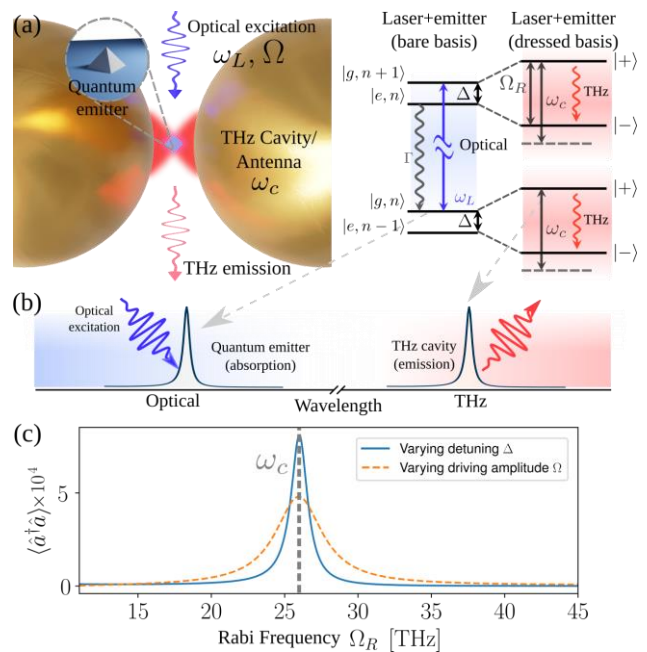 (a)
Optical excitation
ω_L, Ω
Quantum
emitter
THz Cavity/
Antenna
ω_c
THz emission
Laser+emitter
(bare basis)
Laser+emitter
(dressed basis)
|g, n + 1⟩
|e, n⟩
Δ
Γ
Optical
ω_L
|g, n⟩
|e, n − 1⟩
Δ
|+⟩
Ω_R
ω_c
THz
|−⟩
|+⟩
ω_c
THz
|−⟩
(b)
Optical
excitation
Quantum emitter
(absorption)
THz cavity
(emission)
Optical
Wavelength
THz
(c)
⟨â†â⟩×10⁴
5
0
ω_c
Varying detuning Δ
Varying driving amplitude Ω
15
20
25
30
35
40
45
Rabi Frequency Ω_R [THz]